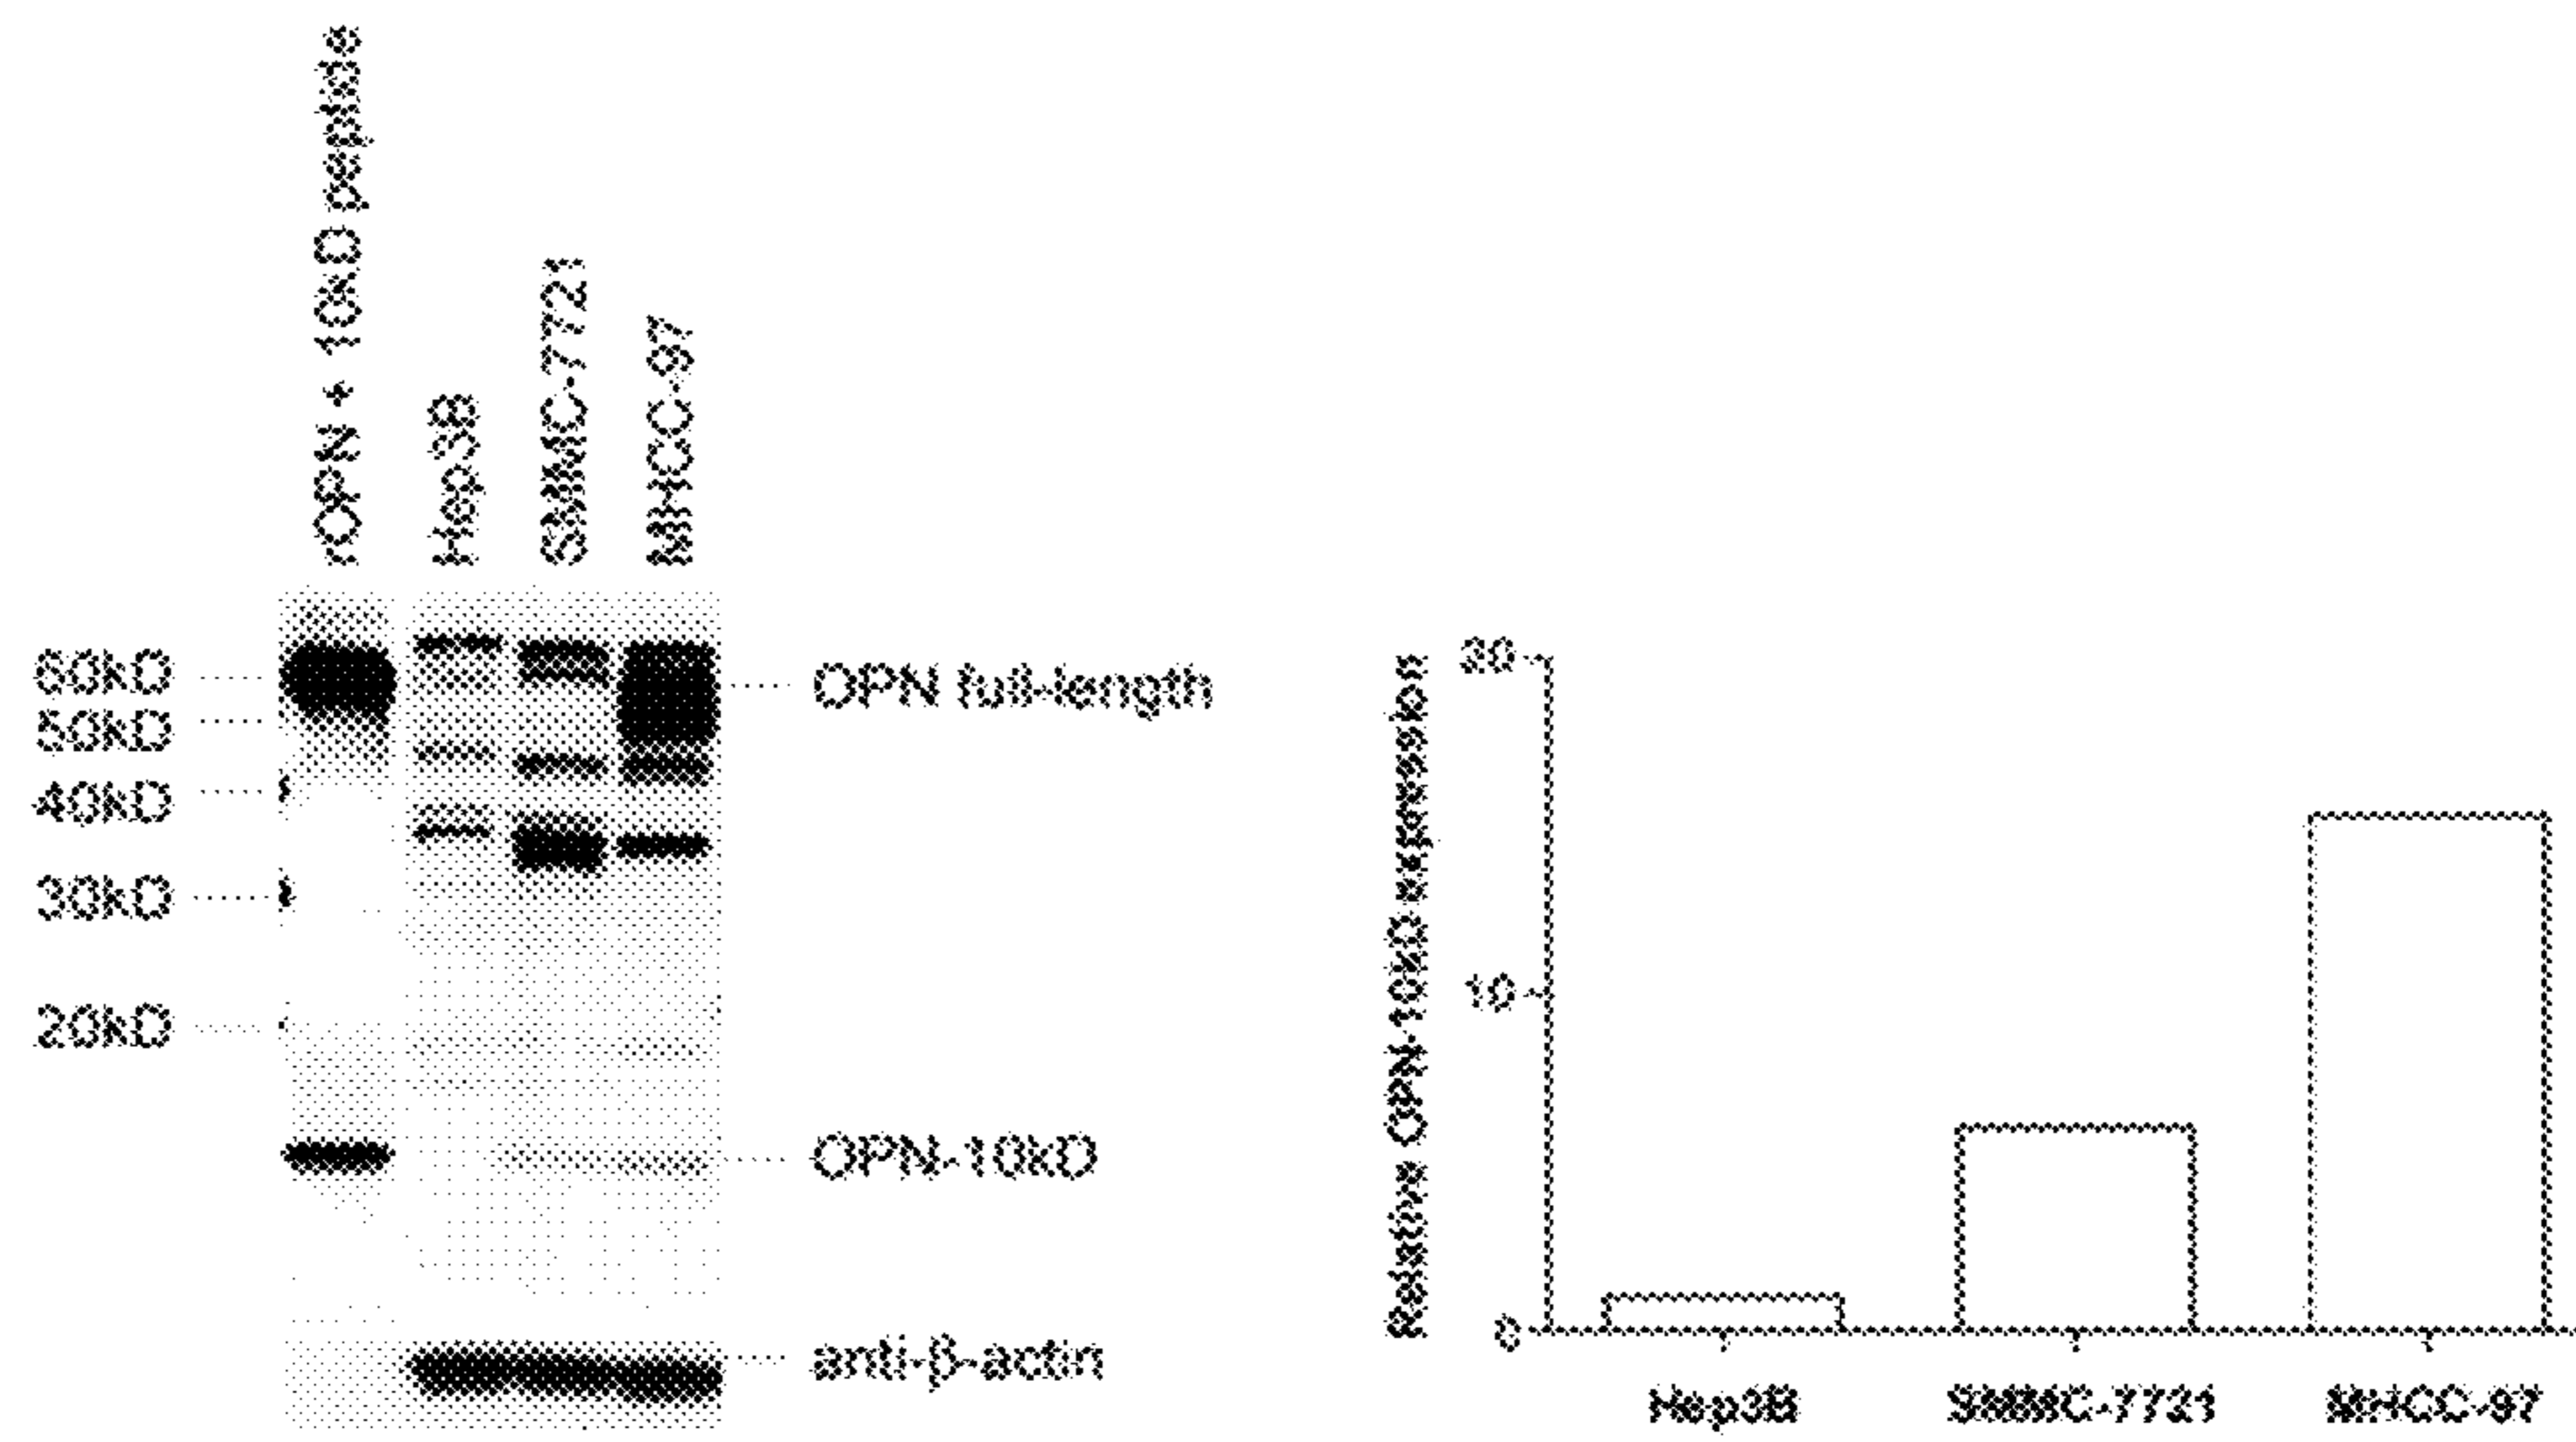 rOPN + 10kD peptide
Hep3B
SMMC-7721
MHCC-97
60kD
50kD
40kD
30kD
20kD
OPN full-length
OPN-10kD
anti-β-actin
Relative OPN-10kD expression
20
10
0
Hep3B
SMMC-7721
MHCC-97